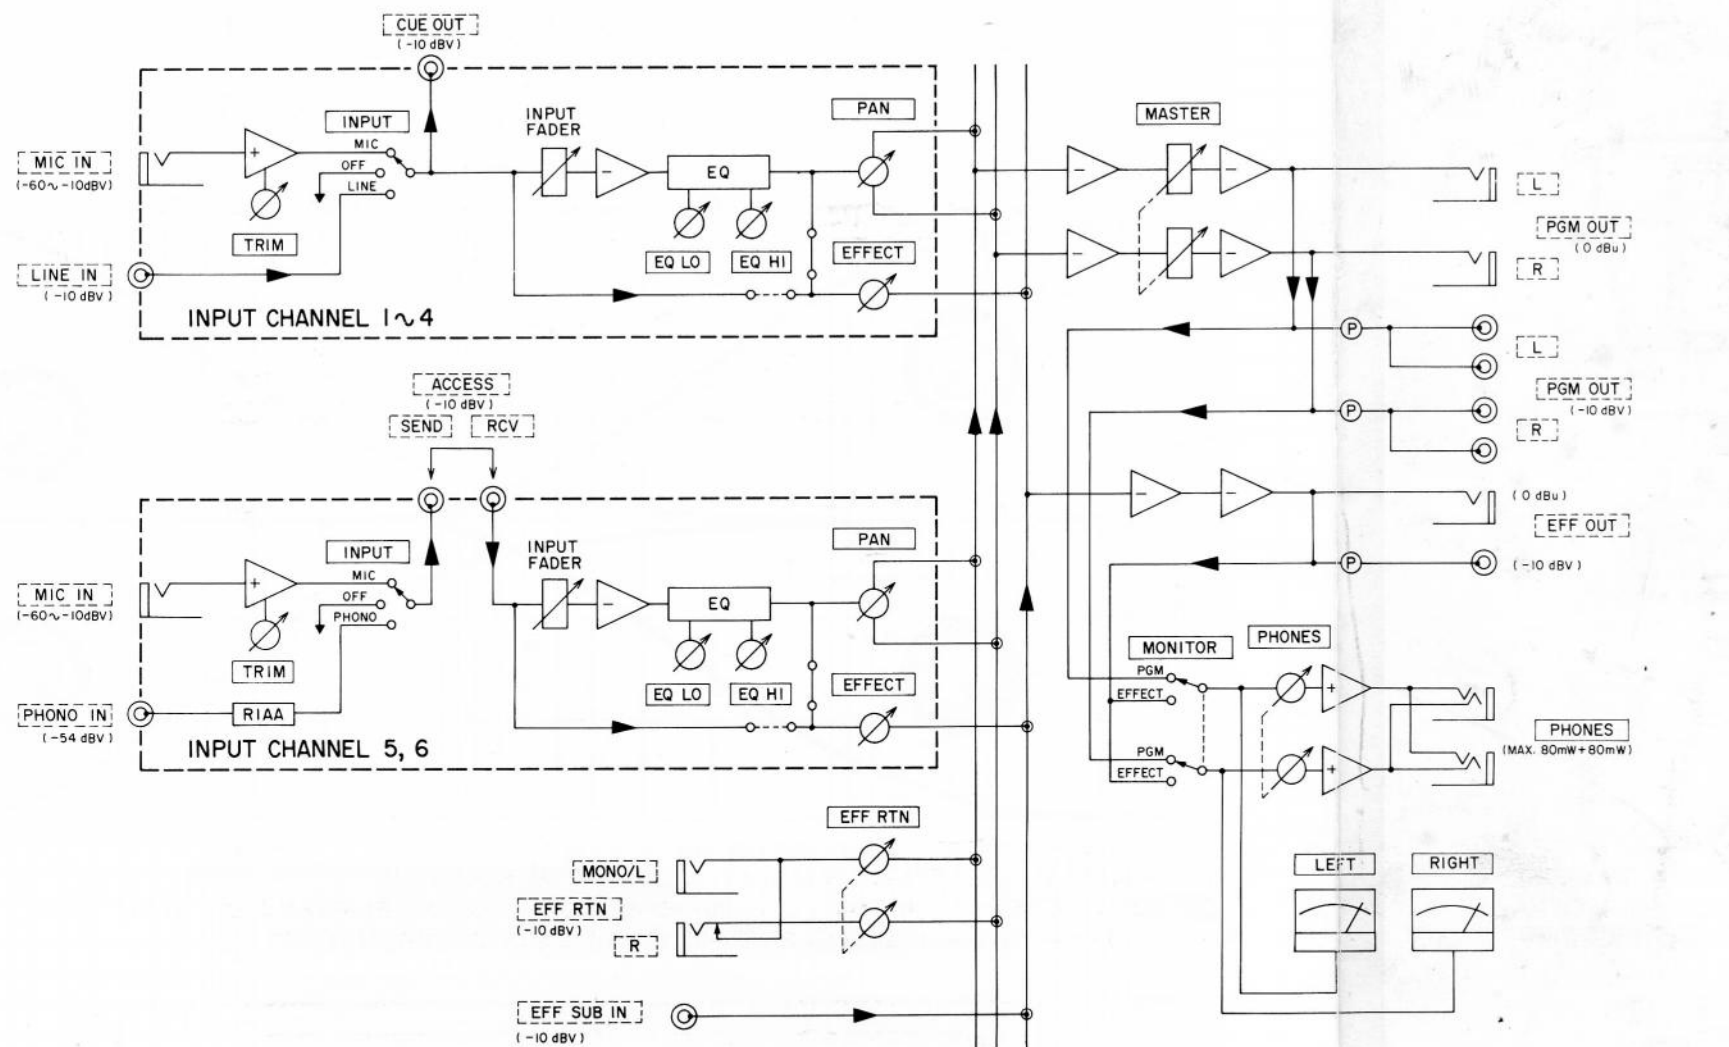 CUE OUT
(-10 dBV)
INPUT
MIC
OFF
LINE
MIC IN
(-60~-10dBV)
+
TRIM
LINE IN
(-10 dBV)
INPUT
FADER
-
EQ
EQ LO
EQ HI
PAN
EFFECT
INPUT CHANNEL 1~4
ACCESS
(-10 dBV)
SEND
RCV
INPUT
MIC
OFF
PHONO
MIC IN
(-60~-10dBV)
+
TRIM
PHONO IN
(-54 dBV)
RIAA
INPUT
FADER
-
EQ
EQ LO
EQ HI
PAN
EFFECT
INPUT CHANNEL 5, 6
EFF RTN
MONO/L
EFF RTN
(-10 dBV)
R
EFF SUB IN
(-10 dBV)
MASTER
-
-
L
PGM OUT
(0 dBu)
-
-
R
P
L
PGM OUT
(-10 dBV)
P
R
-
-
(0 dBu)
EFF OUT
P
(-10 dBV)
MONITOR
PHONES
PGM
EFFECT
+
PGM
EFFECT
+
PHONES
(MAX. 80mW+80mW)
LEFT
RIGHT